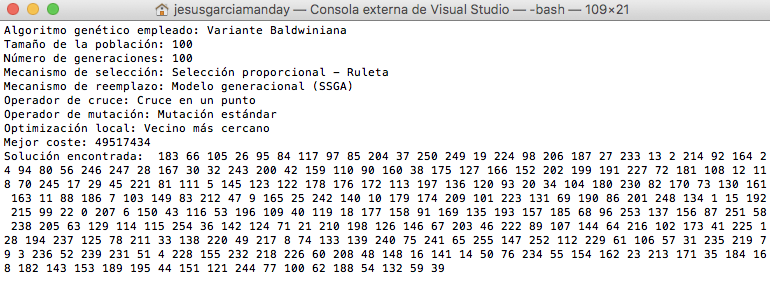 jesusgarciamanday — Consola externa de Visual Studio — -bash — 109×21
Algoritmo genético empleado: Variante Baldwiniana
Tamaño de la población: 100
Número de generaciones: 100
Mecanismo de selección: Selección proporcional - Ruleta
Mecanismo de reemplazo: Modelo generacional (SSGA)
Operador de cruce: Cruce en un punto
Operador de mutación: Mutación estándar
Optimización local: Vecino más cercano
Mejor coste: 49517434
Solución encontrada:  183 66 105 26 95 84 117 97 85 204 37 250 249 19 224 98 206 187 27 233 13 2 214 92 164 2
4 94 80 56 246 247 28 167 30 32 243 200 42 159 110 90 160 38 175 127 166 152 202 199 191 227 72 181 108 12 11
8 70 245 17 29 45 221 81 111 5 145 123 122 178 176 172 113 197 136 120 93 20 34 104 180 230 82 170 73 130 161
163 11 88 186 7 103 149 83 212 47 9 165 25 242 140 10 179 174 209 101 223 131 69 190 86 201 248 134 1 15 192
215 99 22 0 207 6 150 43 116 53 196 109 40 119 18 177 158 91 169 135 193 157 185 68 96 253 137 156 87 251 58
238 205 63 129 114 115 254 36 142 124 71 21 210 198 126 146 67 203 46 222 89 107 144 64 216 102 173 41 225 1
28 194 237 125 78 211 33 138 220 49 217 8 74 133 139 240 75 241 65 255 147 252 112 229 61 106 57 31 235 219 7
9 3 236 52 239 231 51 4 228 155 232 218 226 60 208 48 148 16 141 14 50 76 234 55 154 162 23 213 171 35 184 16
8 182 143 153 189 195 44 151 121 244 77 100 62 188 54 132 59 39